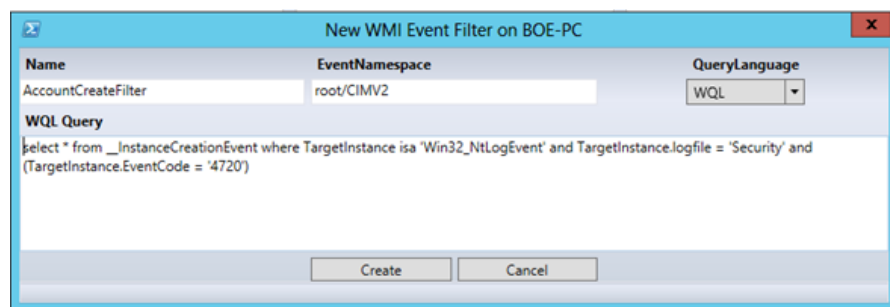 New WMI Event Filter on BOE-PC
x
Name EventNamespace QueryLanguage
AccountCreateFilter root/CIMV2 WQL
WQL Query
select * from __InstanceCreationEvent where TargetInstance isa 'Win32_NtLogEvent' and TargetInstance.logfile = 'Security' and
(TargetInstance.EventCode = '4720')
Create Cancel